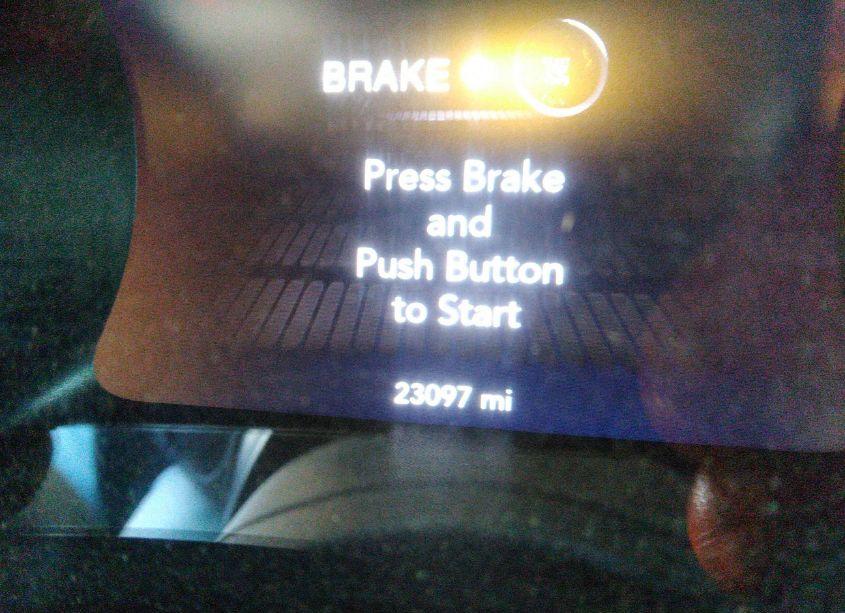 BRAKE
Press Brake
and
Push Button
to Start
23097 mi